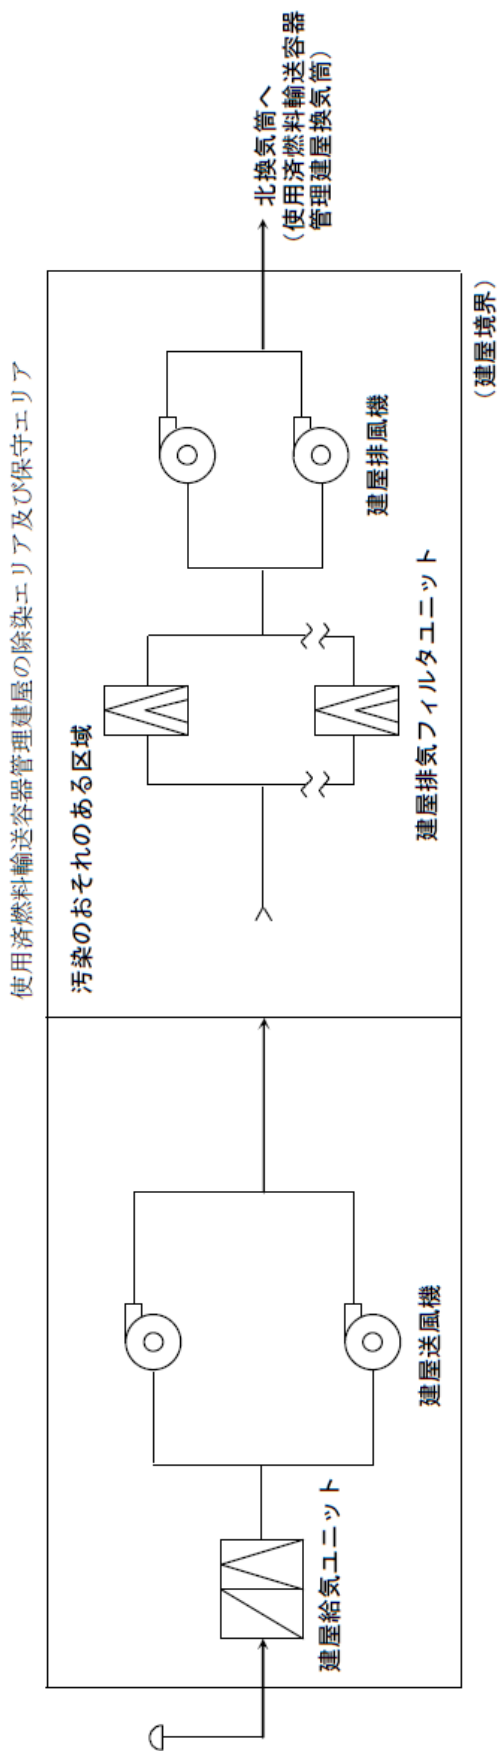 使用済燃料輸送容器管理建屋の除染エリア及び保守エリア
汚染のおそれのある区域
北換気筒へ
（使用済燃料輸送容器
管理建屋換気筒）
建屋給気ユニット
建屋送風機
建屋排気フィルタユニット
建屋排風機
（建屋境界）